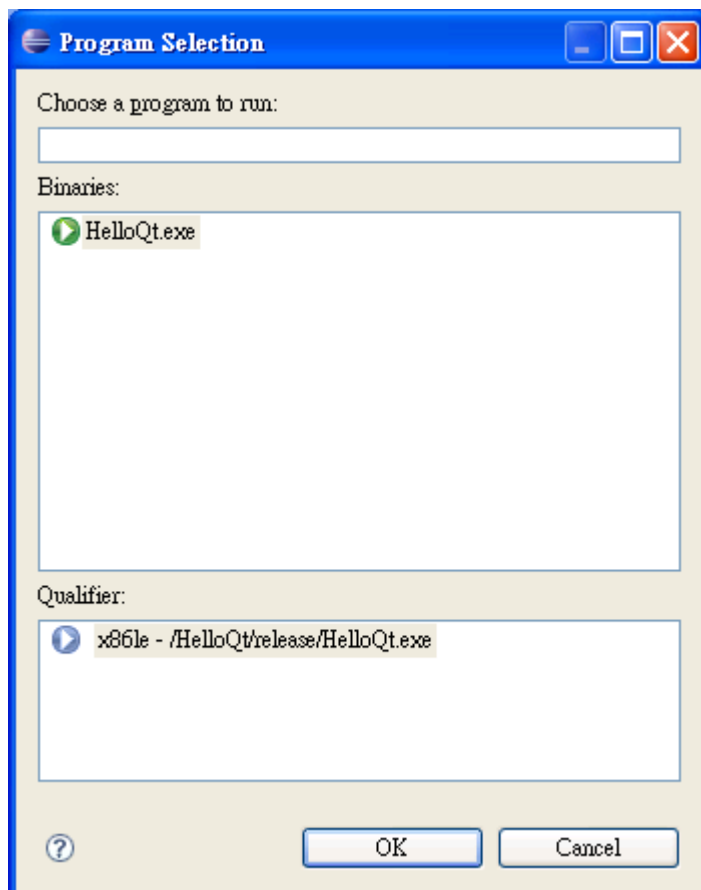 Program Selection
Choose a program to run:
Binaries:
HelloQt.exe
Qualifier:
x86le - /HelloQt/release/HelloQt.exe
?
OK
Cancel